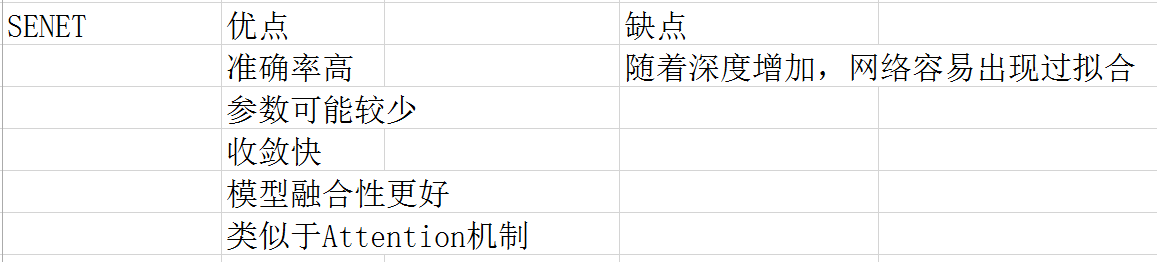 SENET 优点 缺点
准确率高 随着深度增加，网络容易出现过拟合
参数可能较少
收敛快
模型融合性更好
类似于Attention机制